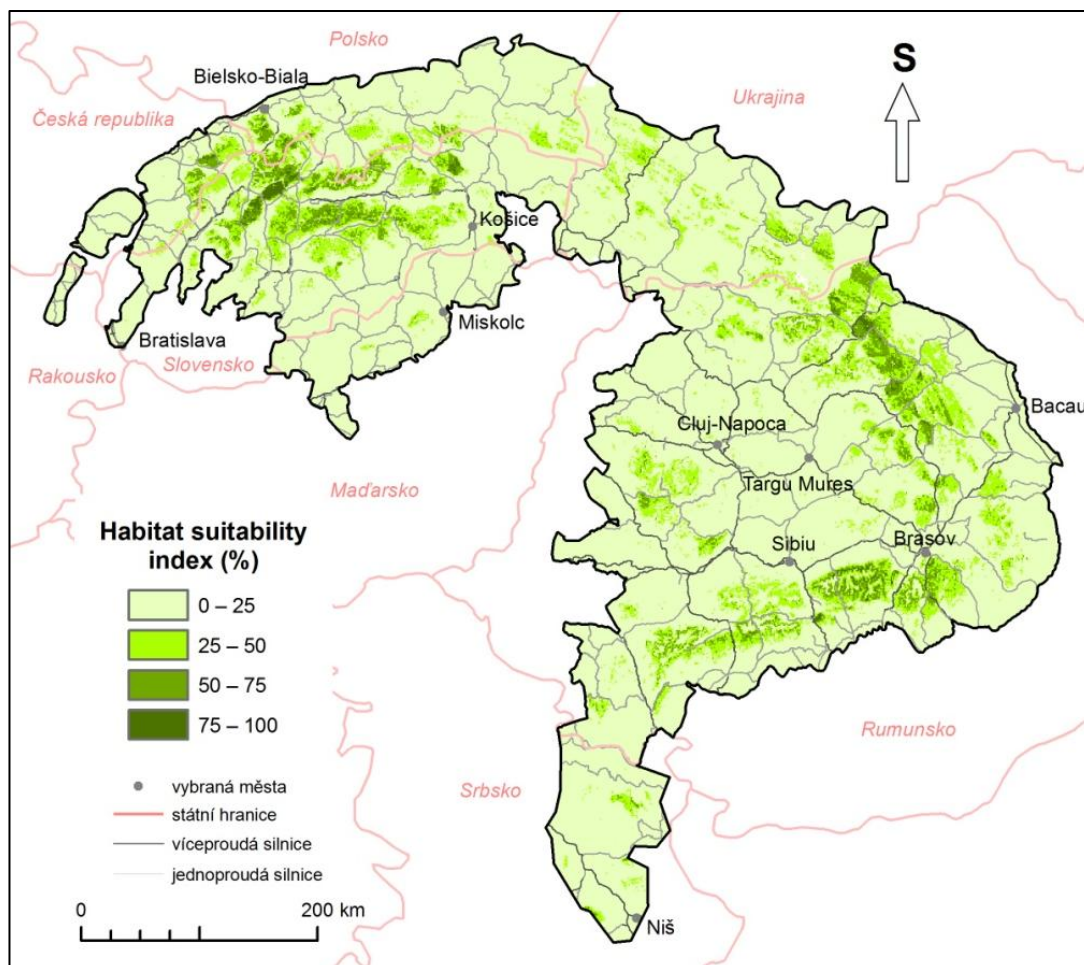 Polsko
S
Bielsko-Biala
Ukrajina
Česká republika
Košice
Miskolc
Bratislava
Slovensko
Rakousko
Bacau
Cluj-Napoca
Targu Mures
Maďarsko
Sibiu
Brasov
Habitat suitability
index (%)
0 – 25
25 – 50
50 – 75
75 – 100
Rumunsko
Srbsko
vybraná města
státní hranice
víceproudá silnice
jednoproudá silnice
0 200 km
Niš